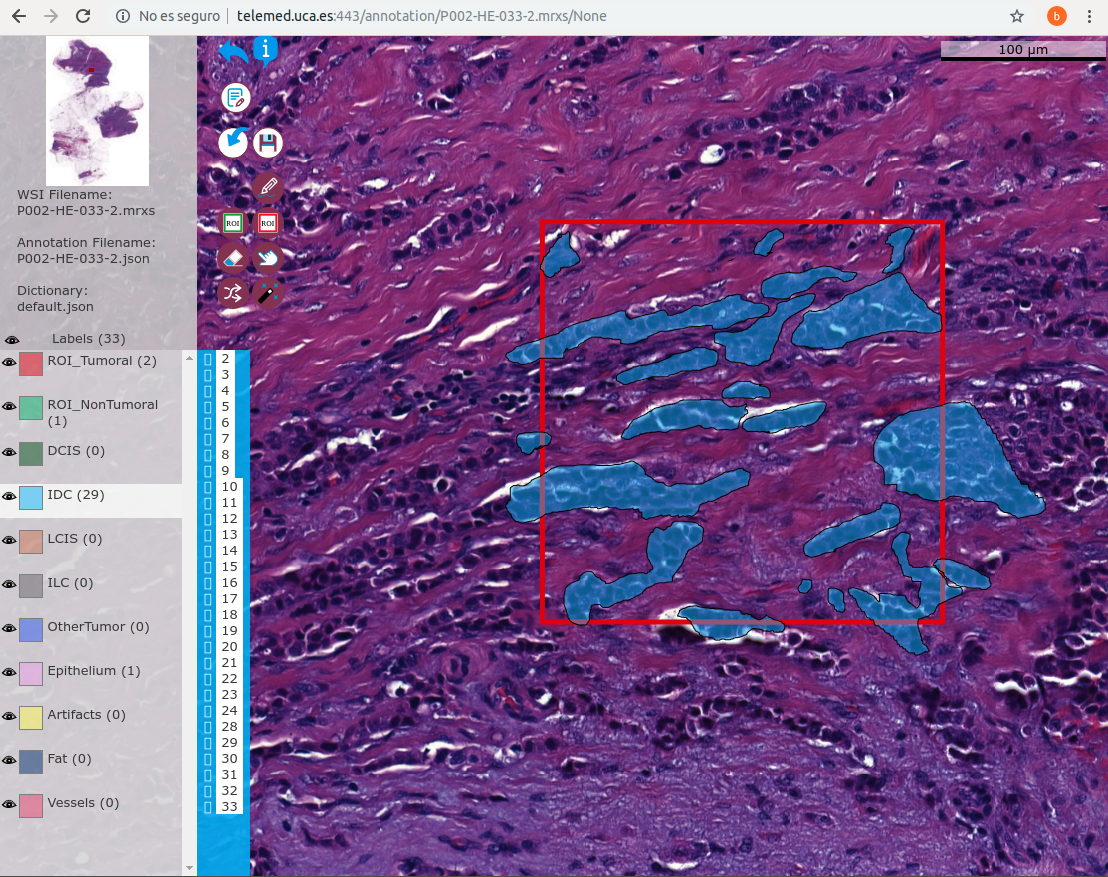 No es seguro
telemed.uca.es:443/annotation/P002-HE-033-2.mrxs/None
b
i
100 μm
WSI Filename:
P002-HE-033-2.mrxs
Annotation Filename:
P002-HE-033-2.json
Dictionary:
default.json
ROI
ROI
Labels (33)
ROI_Tumoral (2)
ROI_NonTumoral
(1)
DCIS (0)
IDC (29)
LCIS (0)
ILC (0)
OtherTumor (0)
Epithelium (1)
Artifacts (0)
Fat (0)
Vessels (0)
2
3
4
5
6
7
8
9
10
11
12
13
14
15
16
17
18
19
20
21
22
23
24
28
29
30
31
32
33